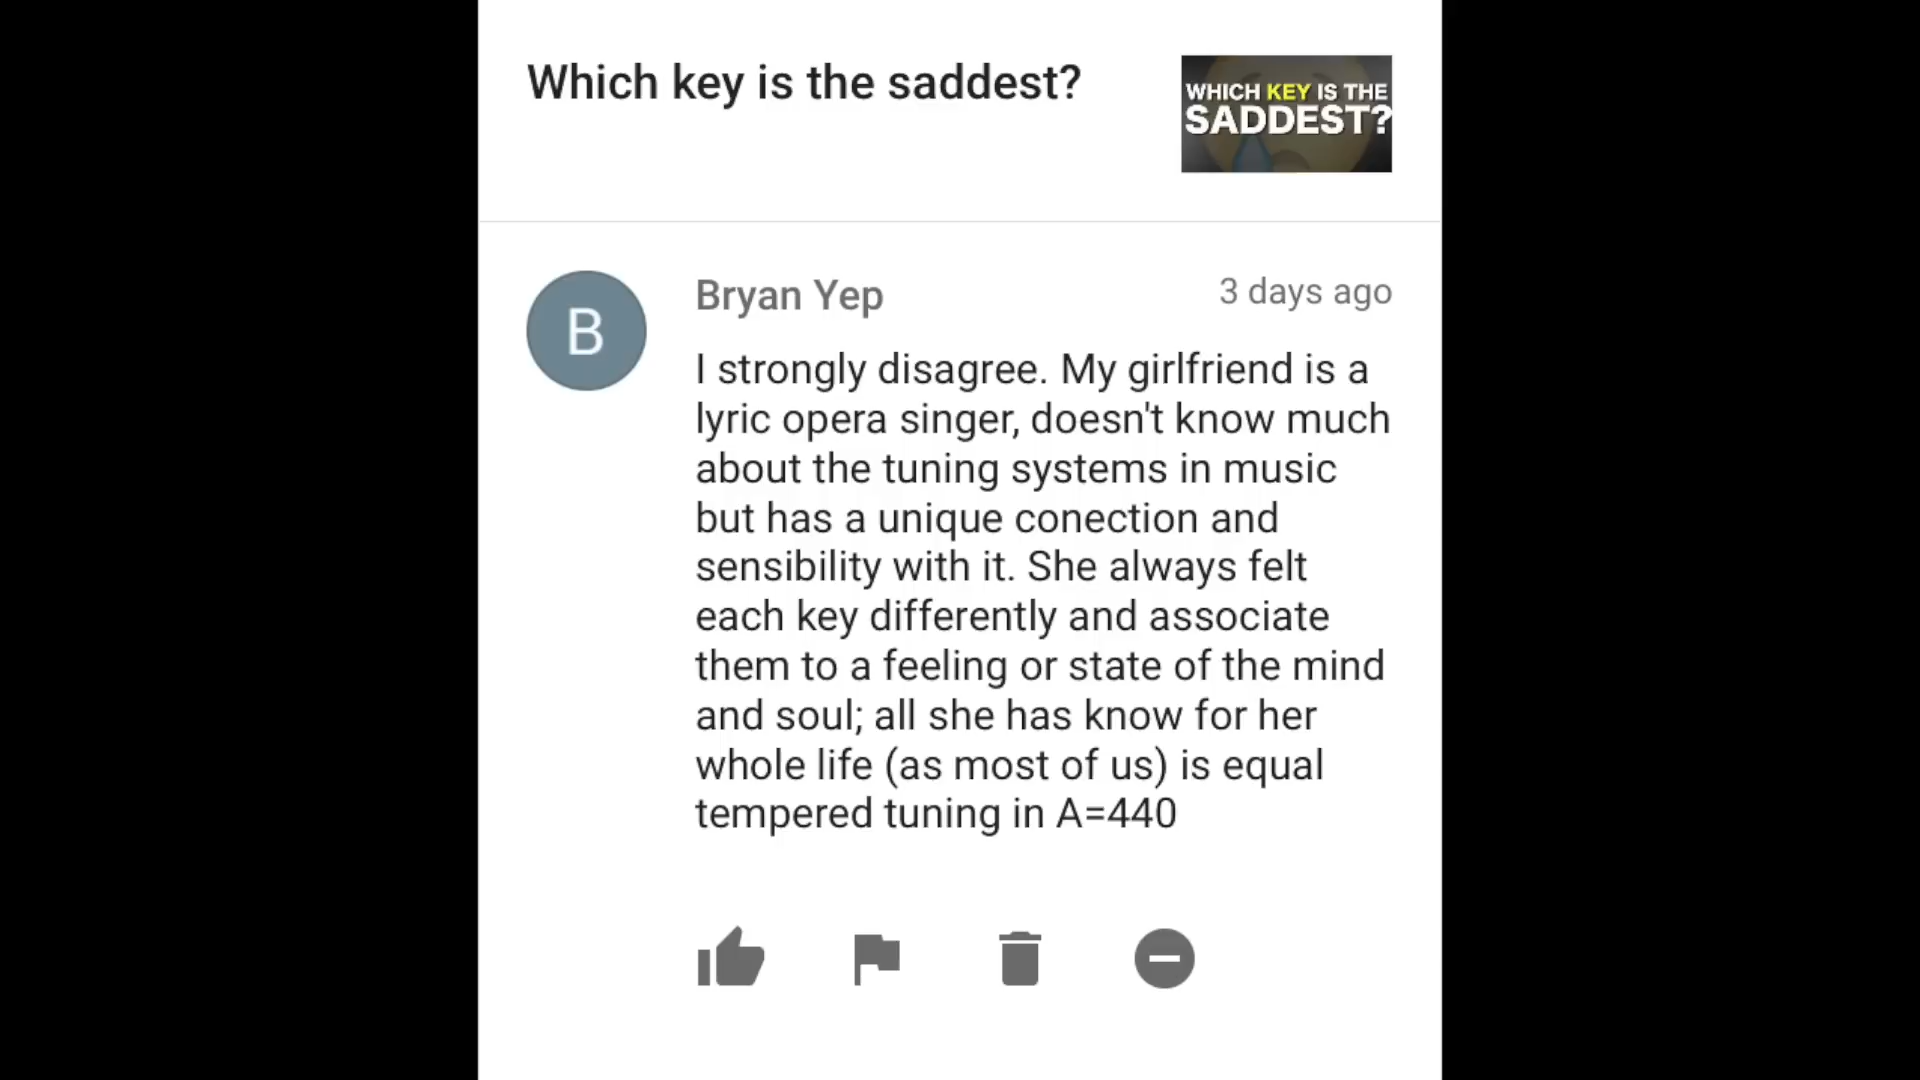 Which key is the saddest?
WHICH KEY IS THE
SADDEST?
B
Bryan Yep
3 days ago
I strongly disagree. My girlfriend is a
lyric opera singer, doesn't know much
about the tuning systems in music
but has a unique conection and
sensibility with it. She always felt
each key differently and associate
them to a feeling or state of the mind
and soul; all she has know for her
whole life (as most of us) is equal
tempered tuning in A=440